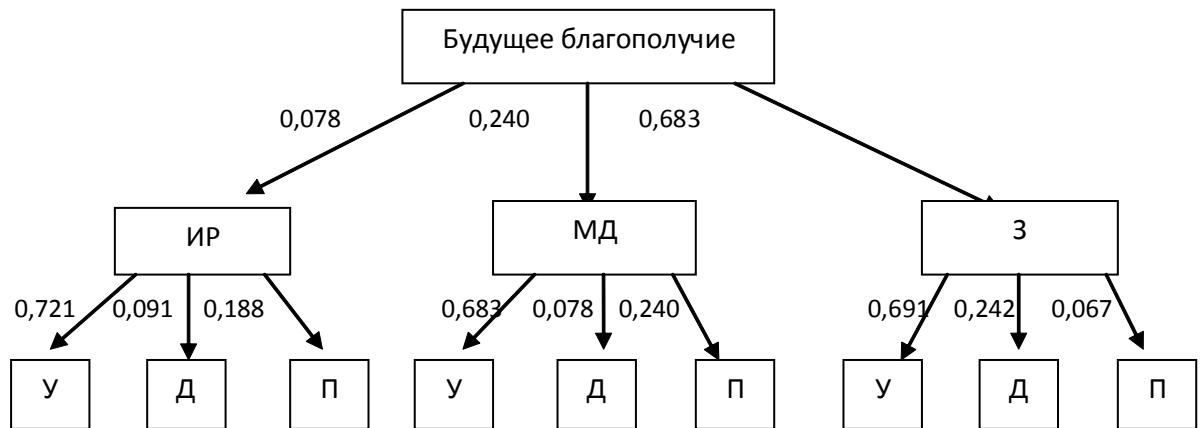 Будущее благополучие
0,078 0,240 0,683
ИР МД З
0,721 0,091 0,188 0,683 0,078 0,240 0,691 0,242 0,067
У Д П У Д П У Д П